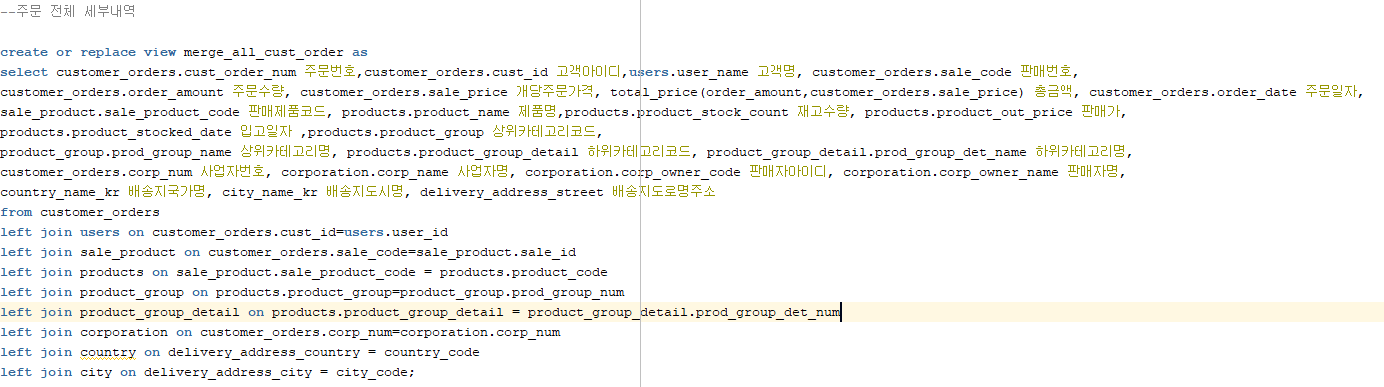 --주문 전체 세부내역
create or replace view merge_all_cust_order as
select customer_orders.cust_order_num 주문번호,customer_orders.cust_id 고객아이디,users.user_name 고객명, customer_orders.sale_code 판매번호,
customer_orders.order_amount 주문수량, customer_orders.sale_price 개당주문가격, total_price(order_amount,customer_orders.sale_price) 총금액, customer_orders.order_date 주문일자,
sale_product.sale_product_code 판매제품코드, products.product_name 제품명,products.product_stock_count 재고수량, products.product_out_price 판매가,
products.product_stocked_date 입고일자 ,products.product_group 상위카테고리코드,
product_group.prod_group_name 상위카테고리명, products.product_group_detail 하위카테고리코드, product_group_detail.prod_group_det_name 하위카테고리명,
customer_orders.corp_num 사업자번호, corporation.corp_name 사업자명, corporation.corp_owner_code 판매자아이디, corporation.corp_owner_name 판매자명,
country_name_kr 배송지국가명, city_name_kr 배송지도시명, delivery_address_street 배송지도로명주소
from customer_orders
left join users on customer_orders.cust_id=users.user_id
left join sale_product on customer_orders.sale_code=sale_product.sale_id
left join products on sale_product.sale_product_code = products.product_code
left join product_group on products.product_group=product_group.prod_group_num
left join product_group_detail on products.product_group_detail = product_group_detail.prod_group_det_num
left join corporation on customer_orders.corp_num=corporation.corp_num
left join country on delivery_address_country = country_code
left join city on delivery_address_city = city_code;